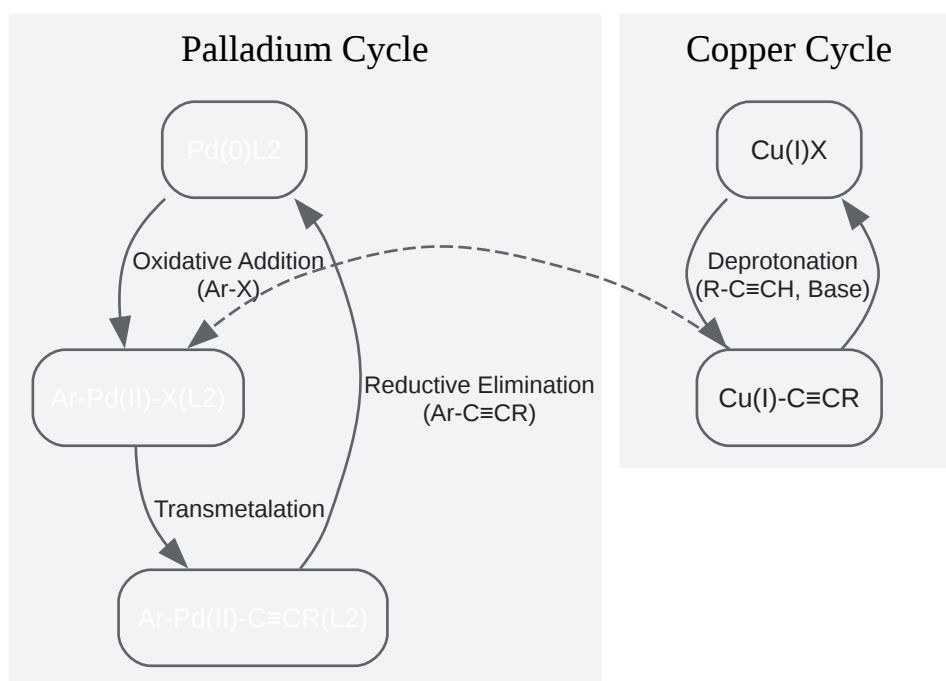 Palladium Cycle
Copper Cycle
Pd(0)L2
Cu(I)X
Oxidative Addition
(Ar-X)
Deprotonation
(R-C≡CH, Base)
Ar-Pd(II)-X(L2)
Reductive Elimination
(Ar-C≡CR)
Cu(I)-C≡CR
Transmetalation
Ar-Pd(II)-C≡CR(L2)